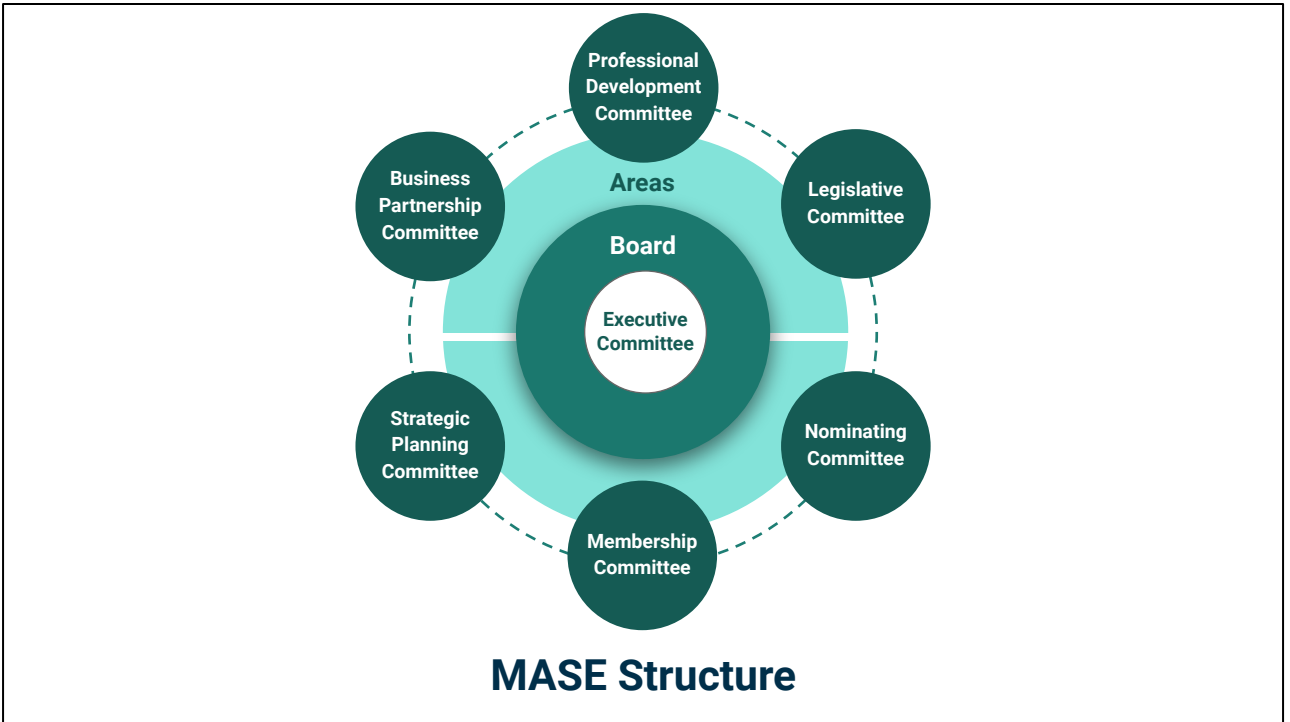 Professional
Development
Committee
Business
Partnership
Committee
Areas
Legislative
Committee
Board
Executive
Committee
Strategic
Planning
Committee
Nominating
Committee
Membership
Committee
MASE Structure